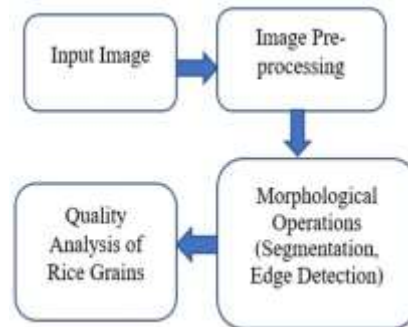 Input Image
Image Pre-
processing
Morphological
Operations
(Segmentation,
Edge Detection)
Quality
Analysis of
Rice Grains